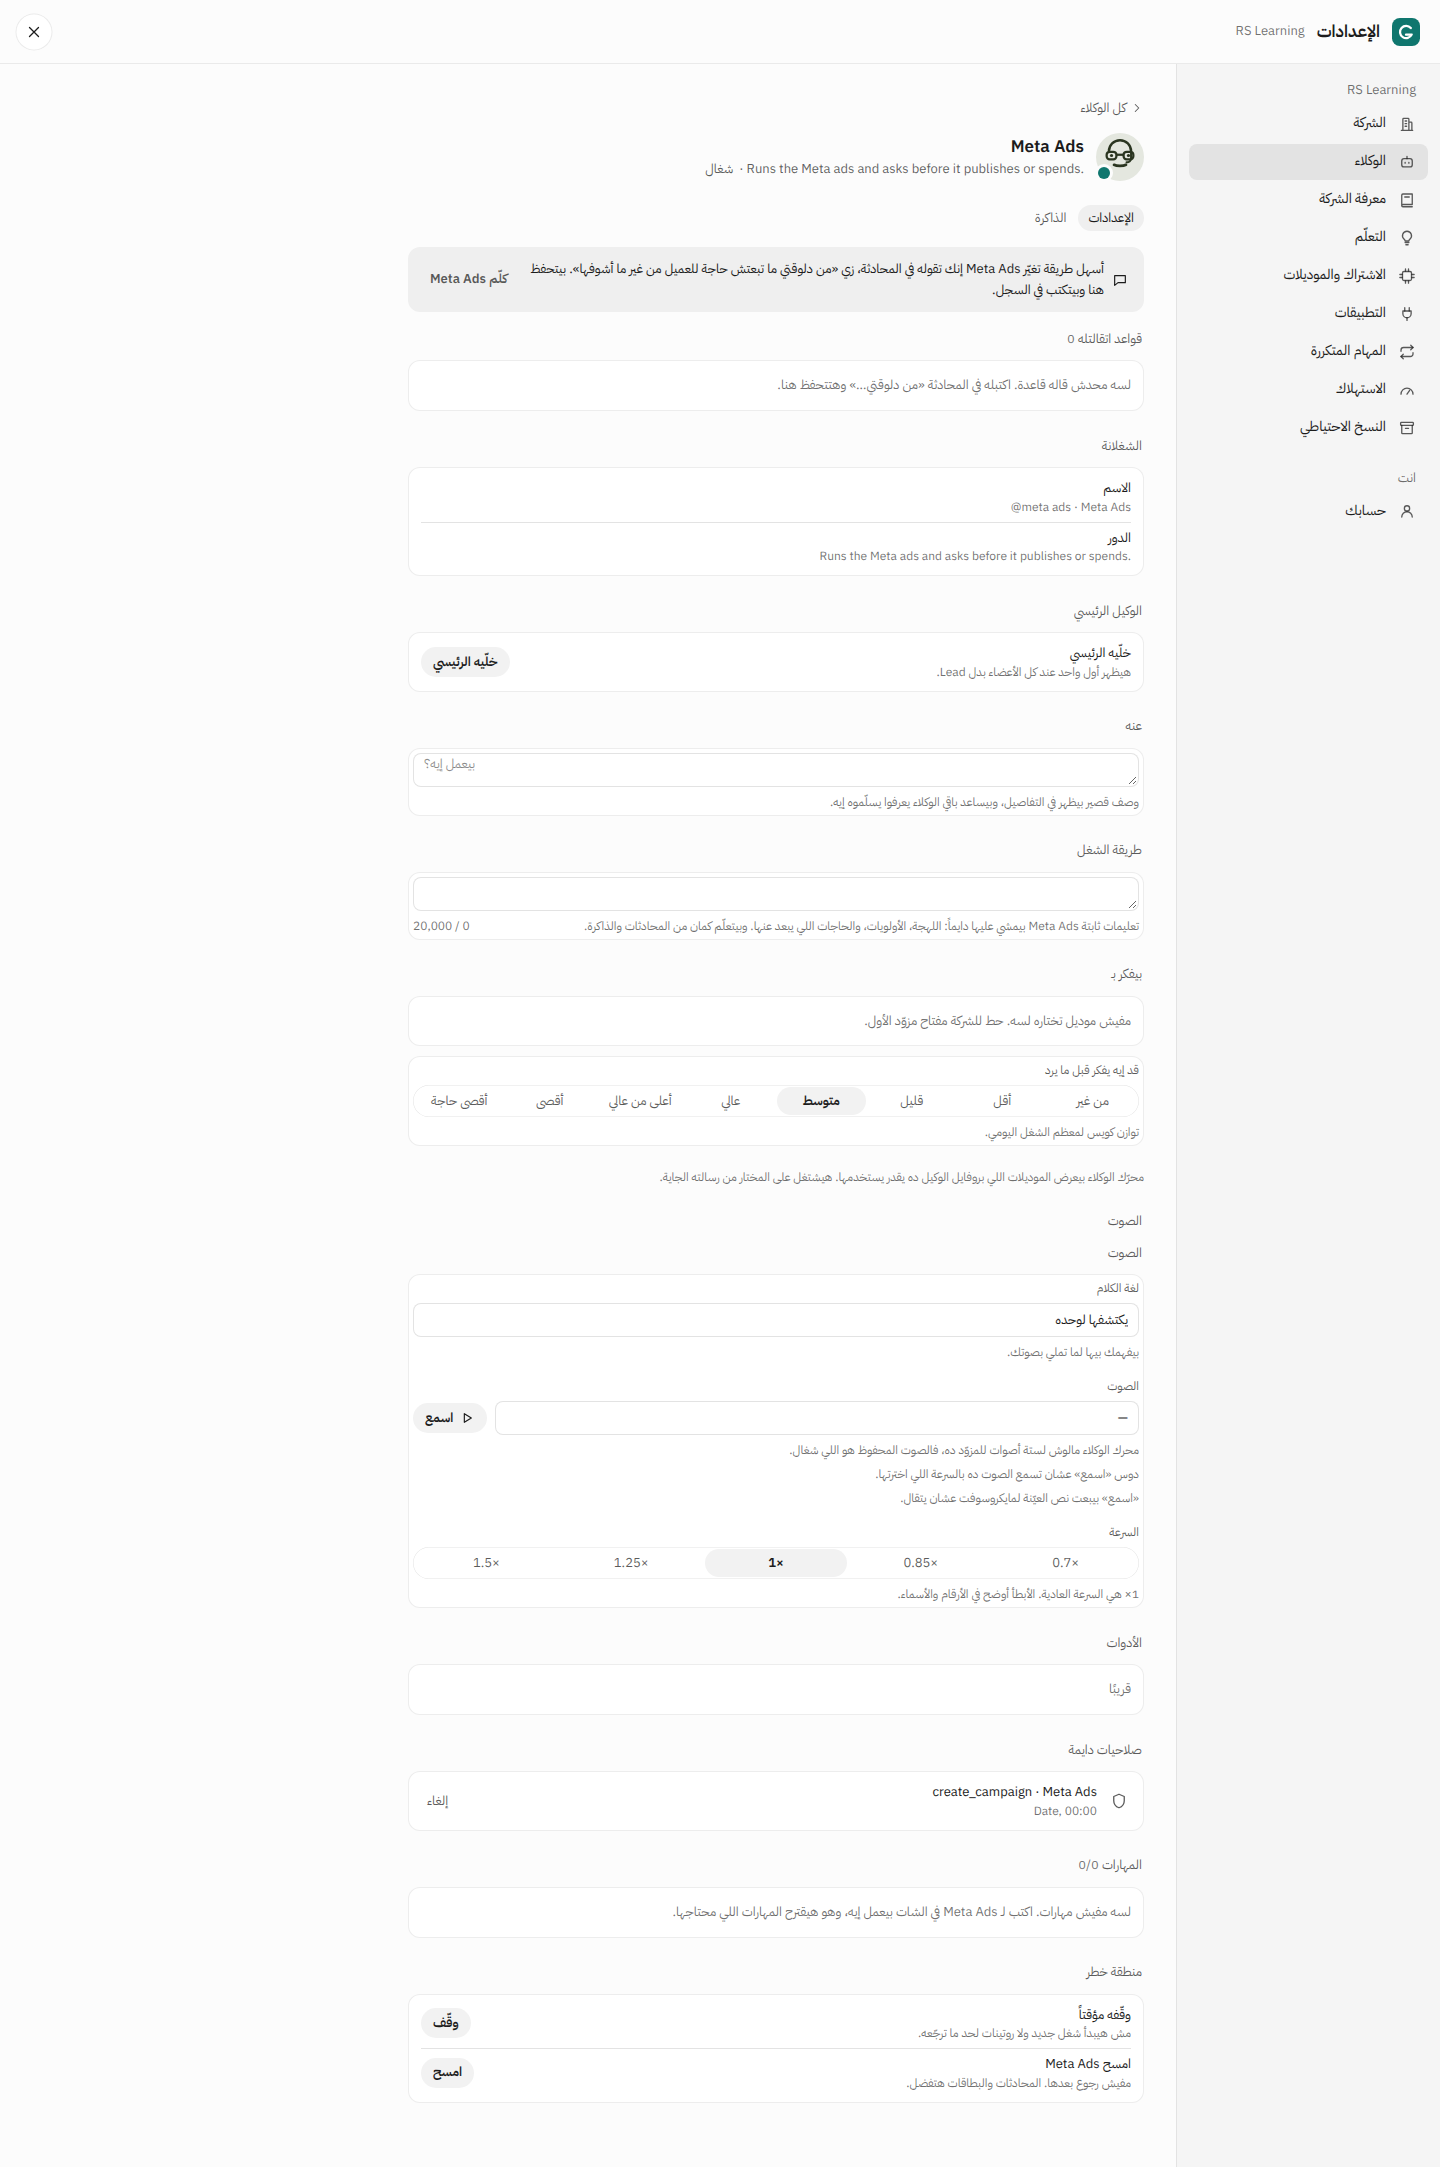 الإعدادات RS Learning
RS Learning
الشركة
الوكلاء
معرفة الشركة
التعلّم
الاشتراك والموديلات
التطبيقات
المهام المتكررة
الاستهلاك
النسخ الاحتياطي
انت
حسابك
كل الوكلاء
Meta Ads
Runs the Meta ads and asks before it publishes or spends. · شغال
الإعدادات الذاكرة
أسهل طريقة تغيّر Meta Ads إنك تقوله في المحادثة، زي «من دلوقتي ما تبعتش حاجة للعميل من غير ما أشوفها». بيتحفظ
هنا وبيتكتب في السجل.
كلّم Meta Ads
قواعد اتقالتله 0
لسه محدش قاله قاعدة. اكتبله في المحادثة «من دلوقتي...» وهتتحفظ هنا.
الشغلانة
الاسم
@meta ads · Meta Ads
الدور
Runs the Meta ads and asks before it publishes or spends.
الوكيل الرئيسي
خلّيه الرئيسي
هيظهر أول واحد عند كل الأعضاء بدل Lead.
خلّيه الرئيسي
عنه
بيعمل إيه؟
وصف قصير بيظهر في التفاصيل، وبيساعد باقي الوكلاء يعرفوا يسلّموه إيه.
طريقة الشغل
تعليمات ثابتة Meta Ads بيمشي عليها دايماً: اللهجة، الأولويات، والحاجات اللي يبعد عنها. وبيتعلّم كمان من المحادثات والذاكرة.
20,000 / 0
بيفكر بـ
مفيش موديل تختاره لسه. حط للشركة مفتاح مزوّد الأول.
قد إيه يفكر قبل ما يرد
من غير أقل قليل متوسط عالي أعلى من عالي أقصى أقصى حاجة
توازن كويس لمعظم الشغل اليومي.
محرّك الوكلاء بيعرض الموديلات اللي بروفايل الوكيل ده يقدر يستخدمها. هيشتغل على المختار من رسالته الجاية.
الصوت
الصوت
لغة الكلام
يكتشفها لوحده
بيفهمك بيها لما تملي بصوتك.
الصوت
—
اسمع
محرك الوكلاء مالوش لستة أصوات للمزوّد ده، فالصوت المحفوظ هو اللي شغال.
دوس «اسمع» عشان تسمع الصوت ده بالسرعة اللي اخترتها.
«اسمع» بيبعت نص العيّنة لمايكروسوفت عشان يتقال.
السرعة
0.7× 0.85× 1× 1.25× 1.5×
1× هي السرعة العادية. الأبطأ أوضح في الأرقام والأسماء.
الأدوات
قريبًا
صلاحيات دايمة
create_campaign · Meta Ads
Date, 00:00
إلغاء
المهارات 0/0
لسه مفيش مهارات. اكتب لـ Meta Ads في الشات بيعمل إيه، وهو هيقترح المهارات اللي محتاجها.
منطقة خطر
وقّفه مؤقتاً
مش هيبدأ شغل جديد ولا روتينات لحد ما ترجّعه.
وقّف
امسح Meta Ads
مفيش رجوع بعدها. المحادثات والبطاقات هتفضل.
امسح